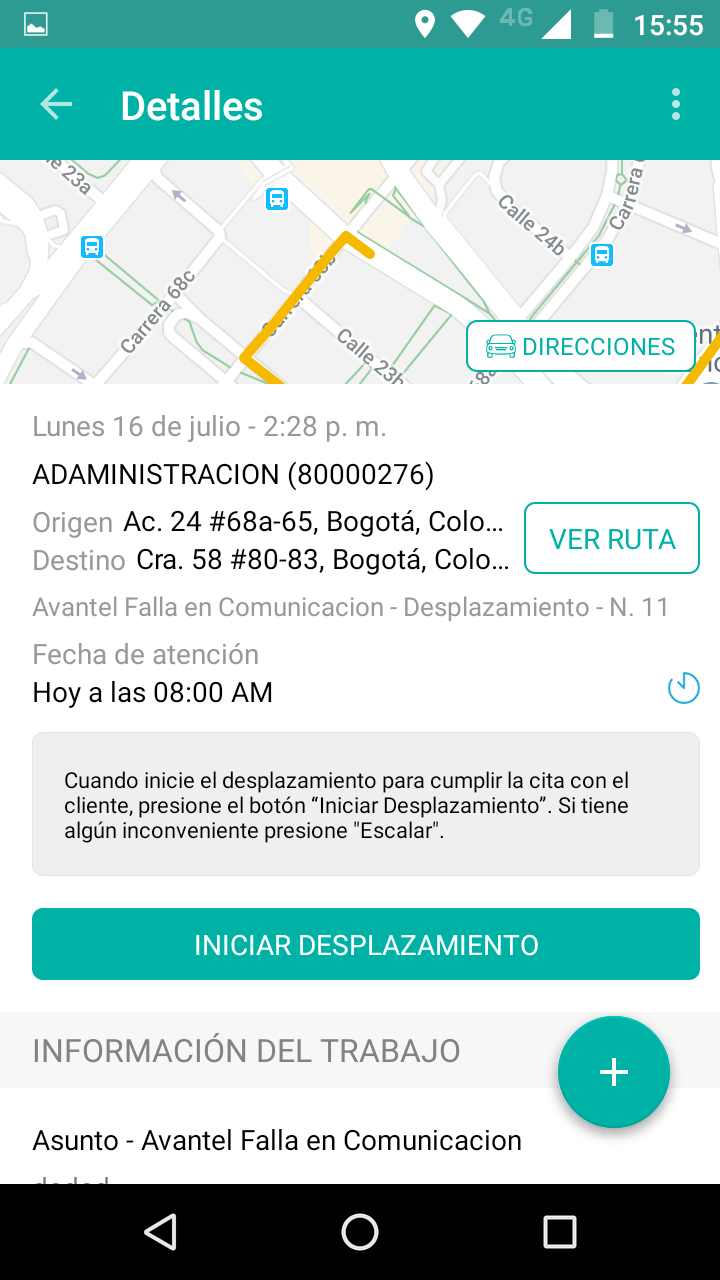 4G 15:55
Detalles
Calle 24b
Carrera
Carrera 68c
Calle 23b
DIRECCIONES
Lunes 16 de julio - 2:28 p. m.
ADAMINISTRACION (80000276)
Origen Ac. 24 #68a-65, Bogotá, Colo...
VER RUTA
Destino Cra. 58 #80-83, Bogotá, Colo...
Avantel Falla en Comunicacion - Desplazamiento - N. 11
Fecha de atención
Hoy a las 08:00 AM
Cuando inicie el desplazamiento para cumplir la cita con el
cliente, presione el botón “Iniciar Desplazamiento”. Si tiene
algún inconveniente presione "Escalar".
INICIAR DESPLAZAMIENTO
INFORMACIÓN DEL TRABAJO
+
Asunto - Avantel Falla en Comunicacion